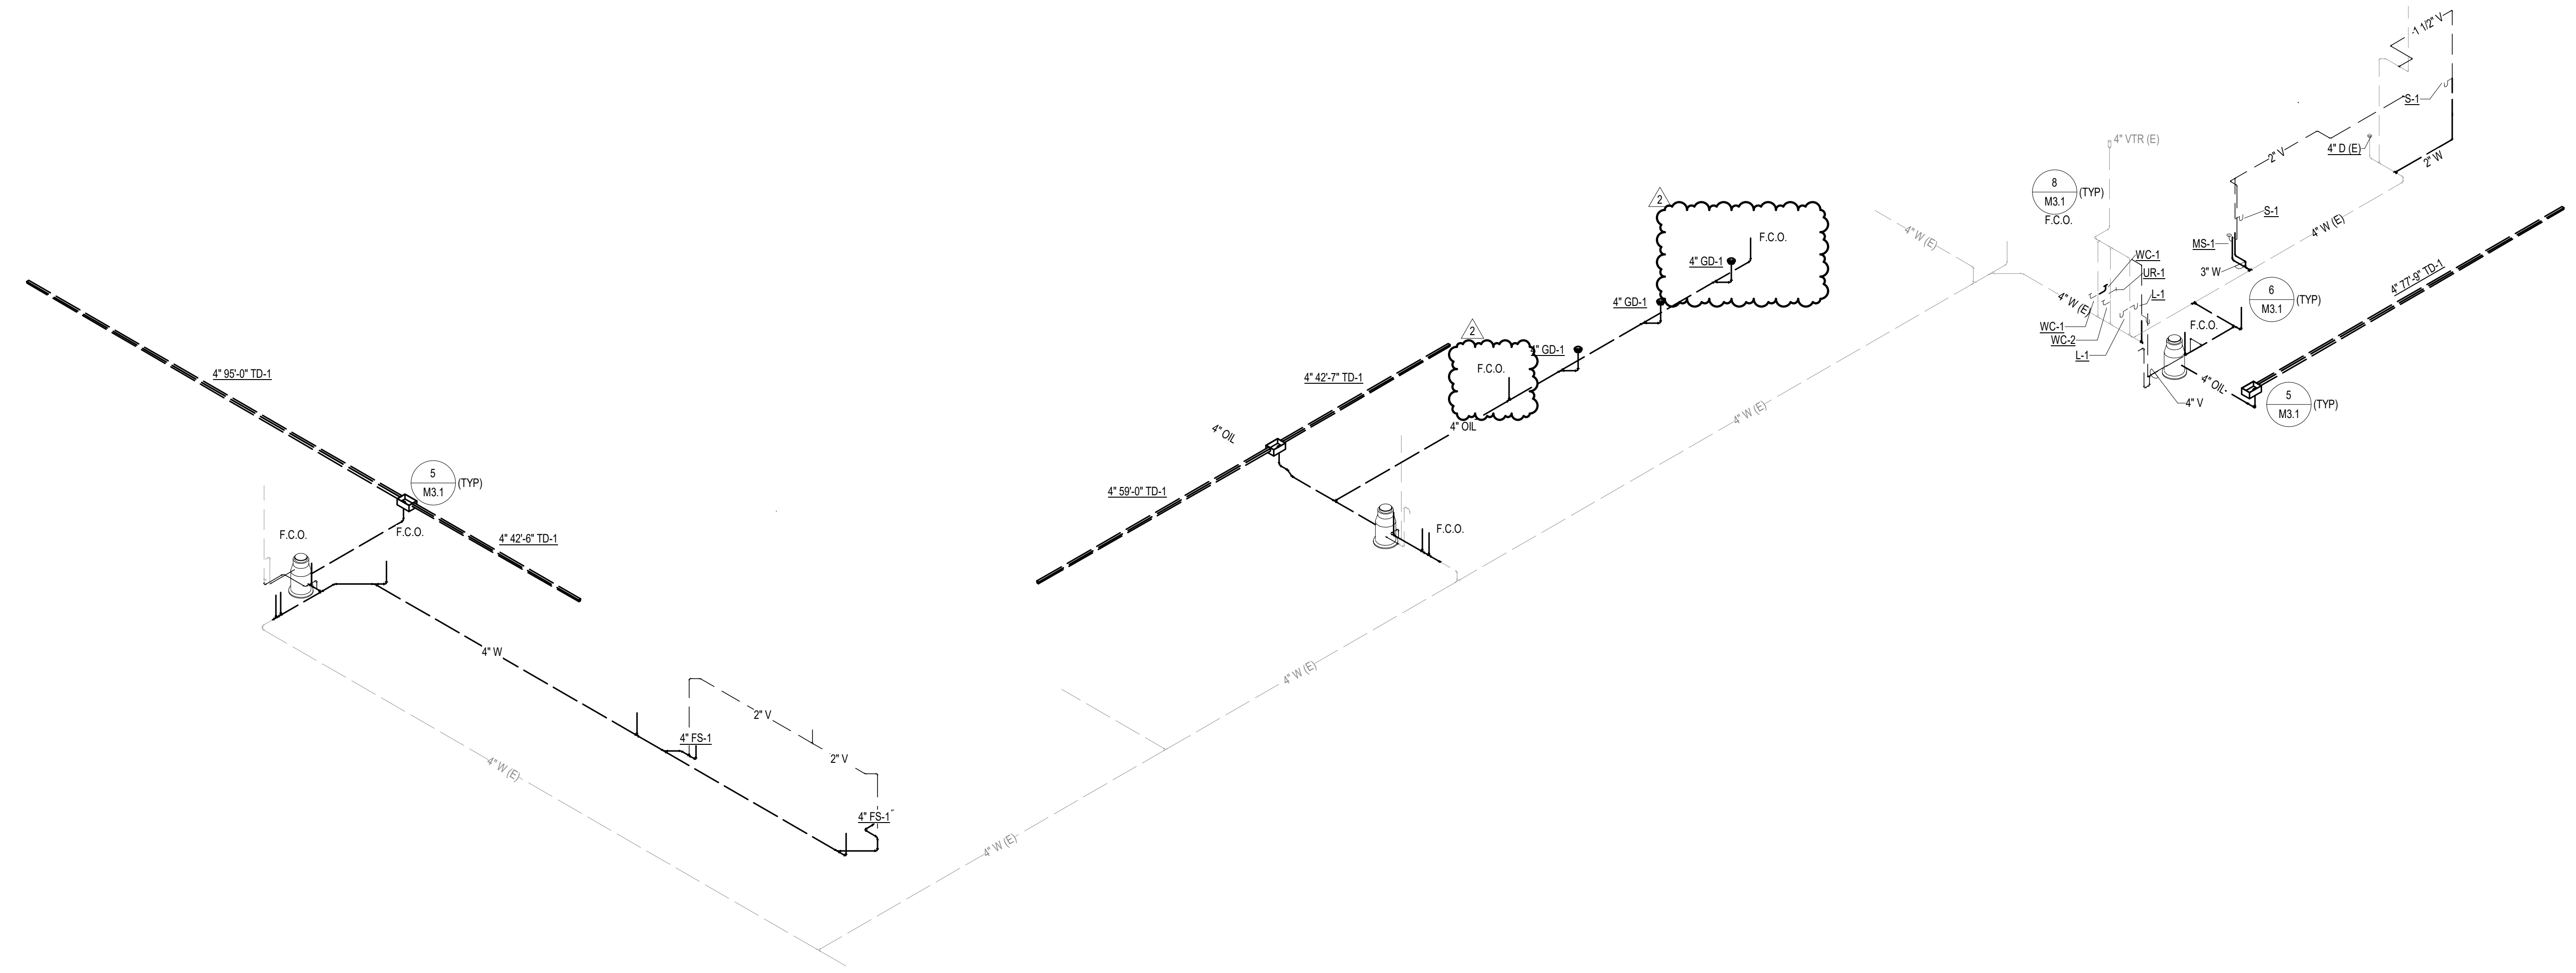 -1 1/2" V
S-1
4" VTR (E)
4" D (E)
2" V
2" W
8
M3.1
(TYP)
F.C.O.
2
S-1
4" W (E)
4" W (E)
F.C.O.
MS-1
WC-1
4" GD-1
3" W
UR-1
4" 77'-9" TD-1
6
M3.1
(TYP)
L-1
4" W (E)
4" GD-1
WC-1
F.C.O.
2
WC-2
4" GD-1
L-1
F.C.O.
4" 95'-0" TD-1
4" 42'-7" TD-1
4" OIL
5
M3.1
(TYP)
4" V
4" W (E)
4" OIL
4" OIL
5
M3.1
(TYP)
4" 59'-0" TD-1
F.C.O.
F.C.O.
F.C.O.
4" 42'-6" TD-1
4" W
4" W (E)
2" V
4" FS-1
2" V
4" W (E)
4" FS-1
4" W (E)